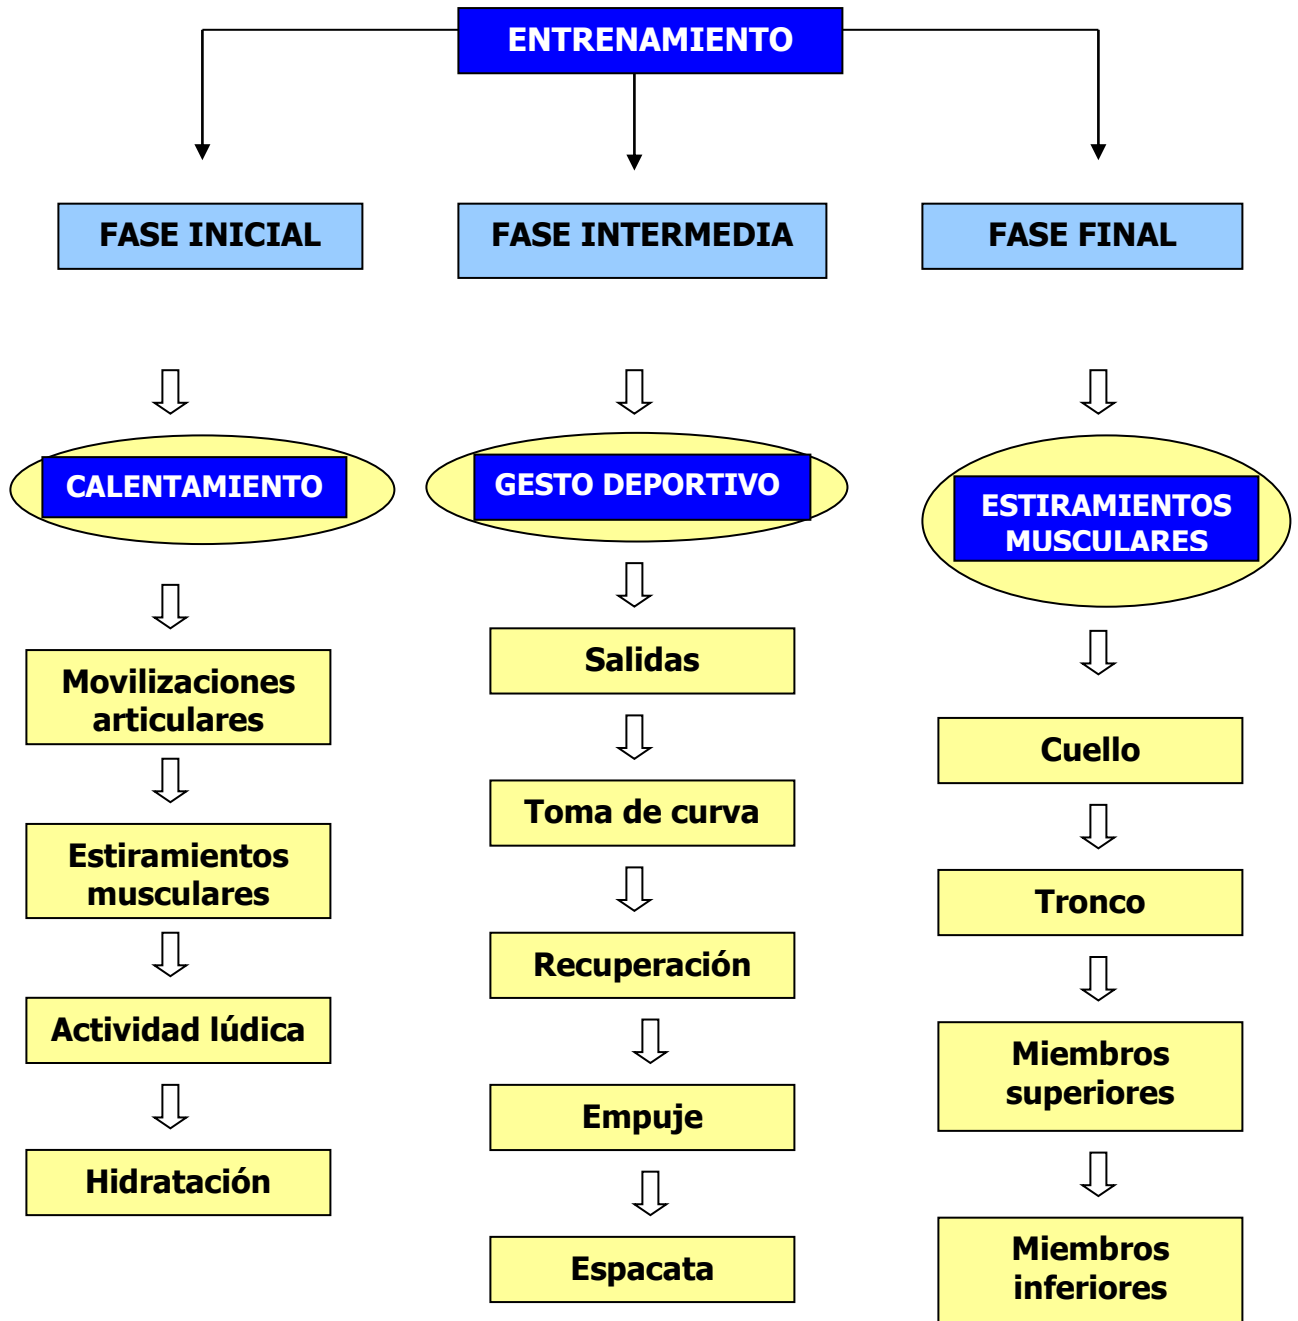 ENTRENAMIENTO
FASE INICIAL
FASE INTERMEDIA
FASE FINAL
CALENTAMIENTO
GESTO DEPORTIVO
ESTIRAMIENTOS
MUSCULARES
Movilizaciones
articulares
Estiramientos
musculares
Actividad lúdica
Hidratación
Salidas
Toma de curva
Recuperación
Empuje
Espacata
Cuello
Tronco
Miembros
superiores
Miembros
inferiores